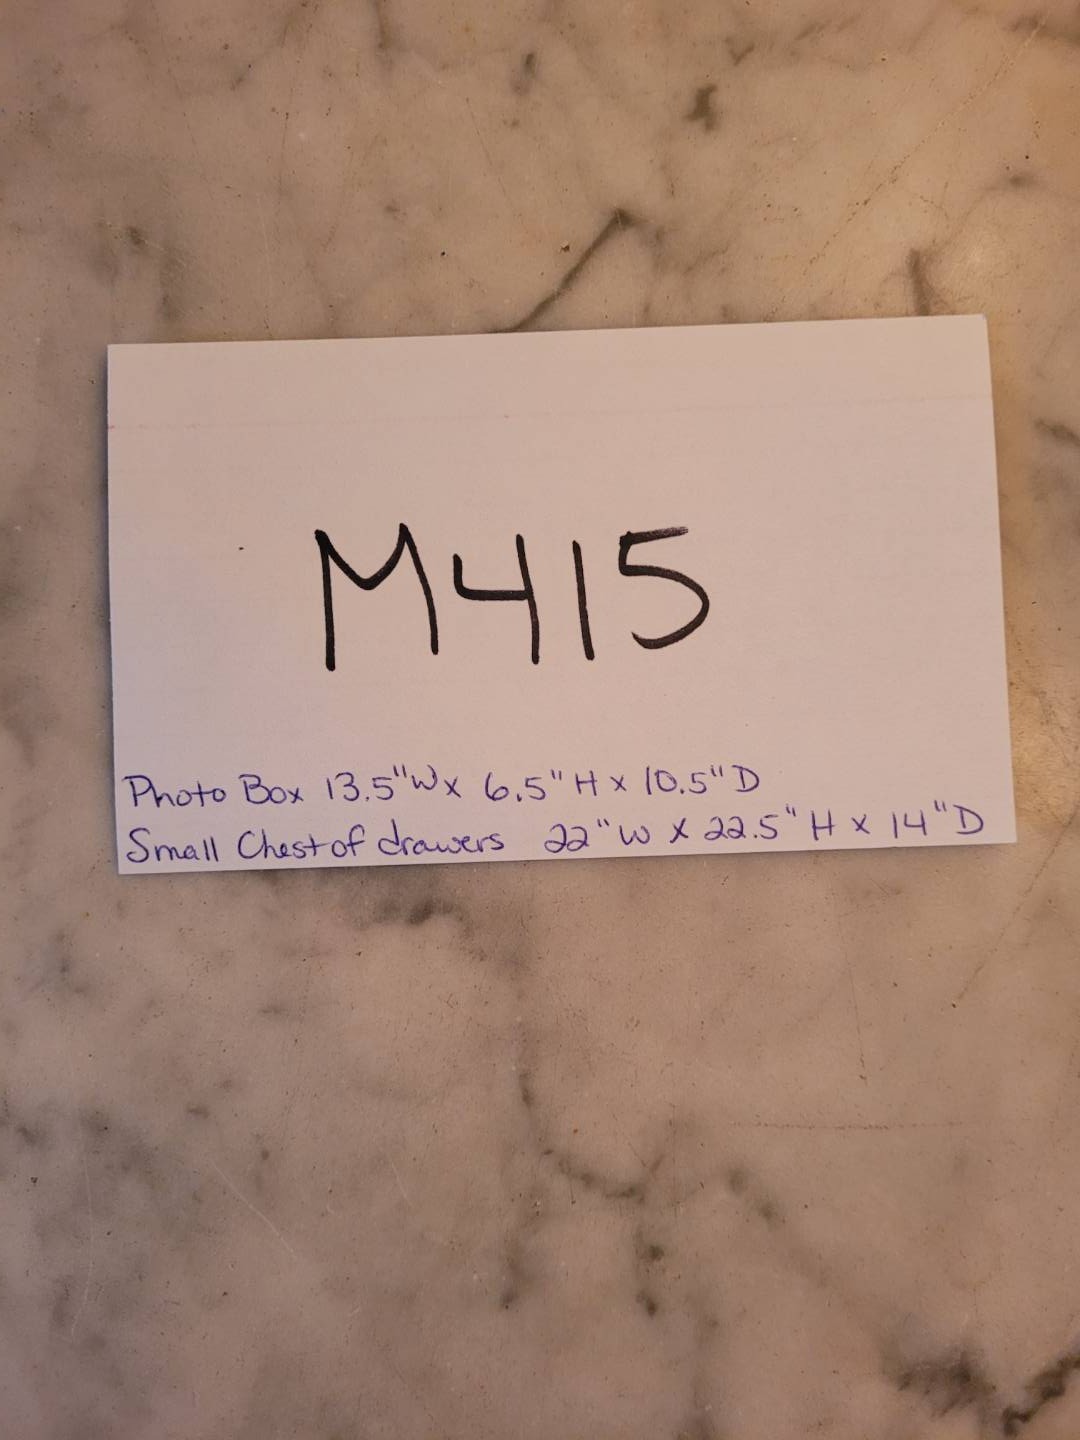 M415
Photo Box 13.5"W x 6.5"H x 10.5"D
Small Chest of drawers 22"W x 22.5"H x 14"D